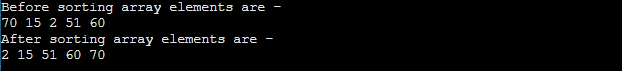 Before sorting array elements are -
70 15 2 51 60
After sorting array elements are -
2 15 51 60 70